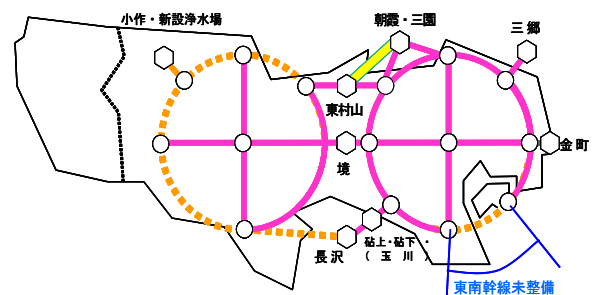 小作・新設浄水場
朝霞・三園
三郷
東村山
境
金町
砧上・砧下・
(玉川)
長沢
東南幹線未整備